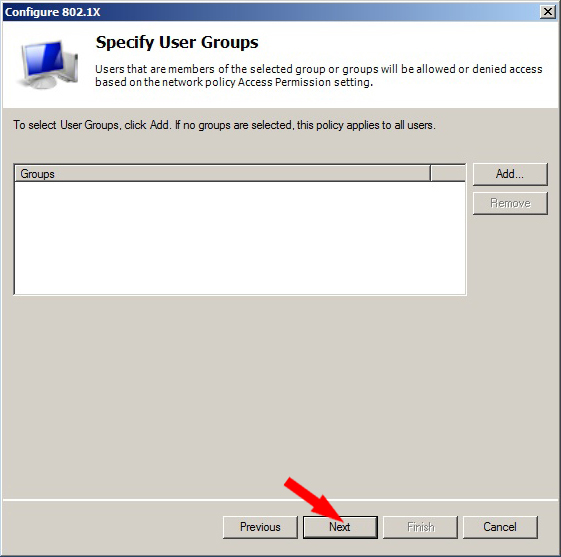 Configure 802.1X
Specify User Groups
Users that are members of the selected group or groups will be allowed or denied access
based on the network policy Access Permission setting.
To select User Groups, click Add. If no groups are selected, this policy applies to all users.
Groups
Add...
Remove
Previous
Next
Finish
Cancel